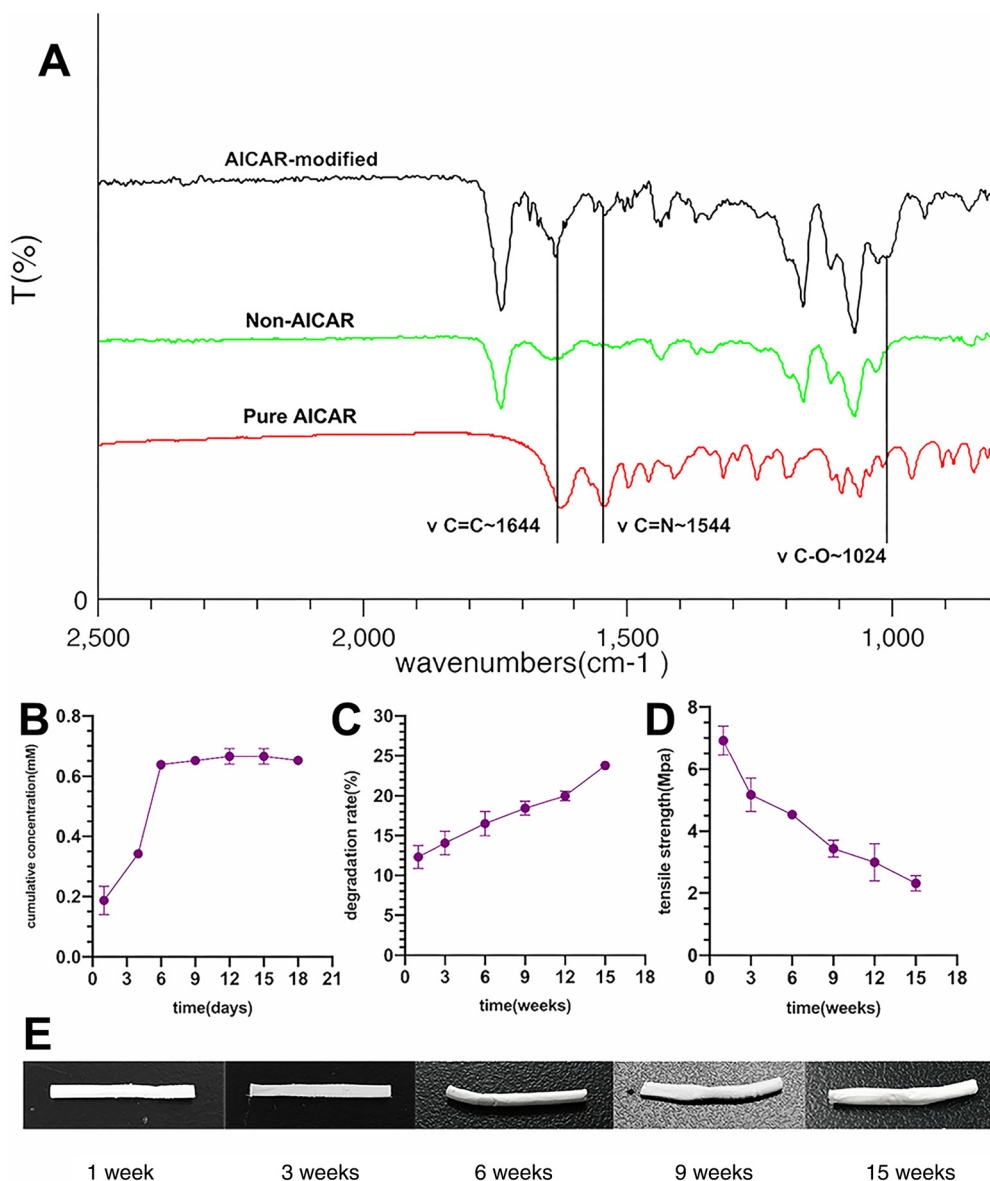 A
AICAR-modified
Non-AICAR
Pure AICAR
T(%)
ν C=C~1644
ν C=N~1544
ν C-O~1024
0
2,500 2,000 1,500 1,000
wavenumbers(cm-1 )
B
0.8
0.6
0.4
0.2
0.0
cumulative concentration(mM)
0 3 6 9 12 15 18 21
time(days)
C
30
25
20
15
10
5
0
degradation rate(%)
0 3 6 9 12 15 18
time(weeks)
D
8
6
4
2
0
tensile strength(Mpa)
0 3 6 9 12 15 18
time(weeks)
E
1 week 3 weeks 6 weeks 9 weeks 15 weeks